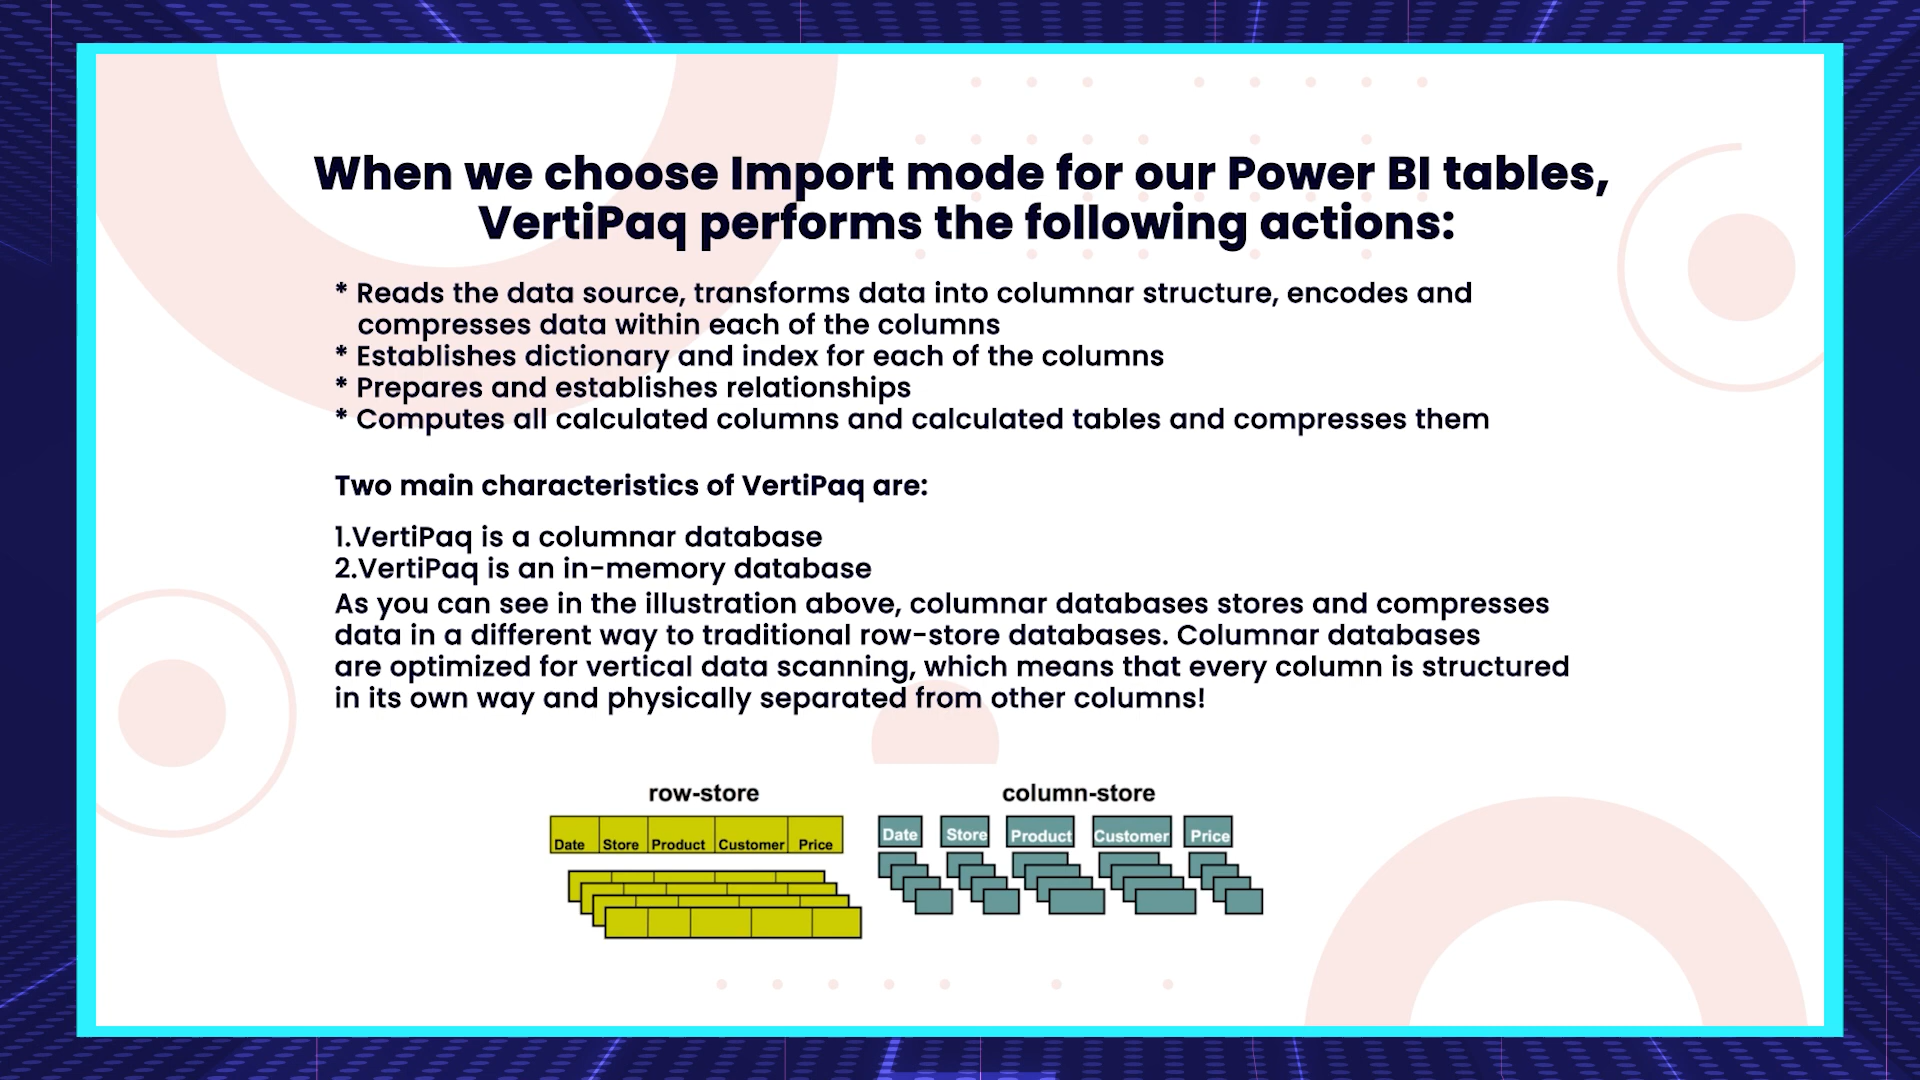 When we choose Import mode for our Power BI tables,
VertiPaq performs the following actions:
* Reads the data source, transforms data into columnar structure, encodes and
compresses data within each of the columns
* Establishes dictionary and index for each of the columns
* Prepares and establishes relationships
* Computes all calculated columns and calculated tables and compresses them
Two main characteristics of VertiPaq are:
1.VertiPaq is a columnar database
2.VertiPaq is an in-memory database
As you can see in the illustration above, columnar databases stores and compresses
data in a different way to traditional row-store databases. Columnar databases
are optimized for vertical data scanning, which means that every column is structured
in its own way and physically separated from other columns!
row-store
Date Store Product Customer Price
column-store
Date Store Product Customer Price